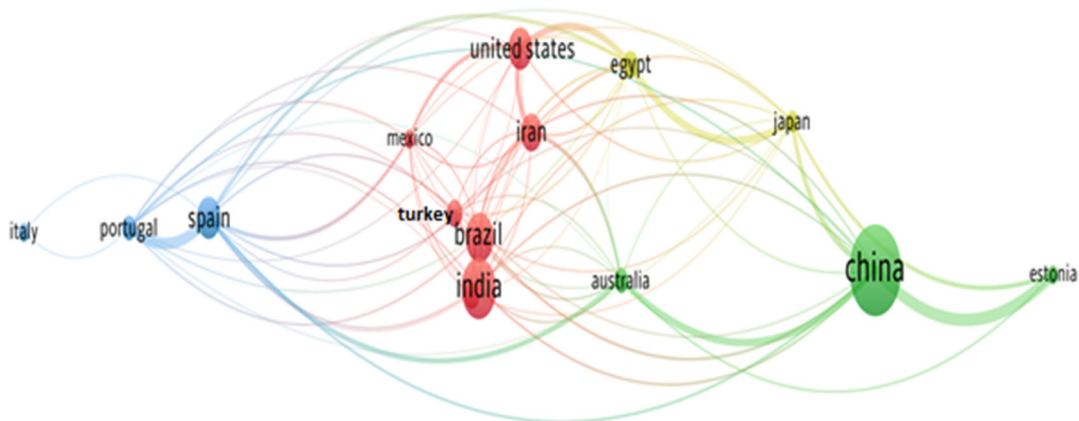 united states
egypt
japan
mexico
iran
italy
portugal
spain
turkey
brazil
india
australia
china
estonia